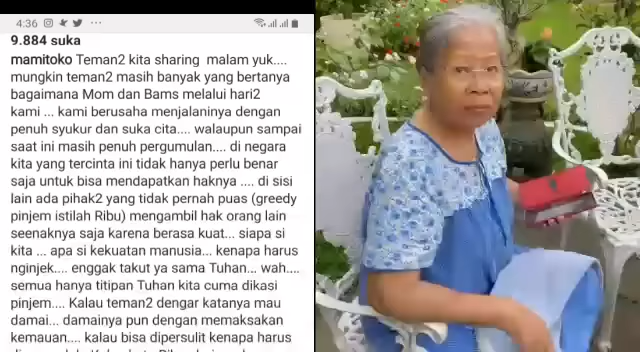 4:36
9.884 suka
mamitoko Teman2 kita sharing malam yuk....
mungkin teman2 masih banyak yang bertanya
bagaimana Mom dan Bams melalui hari2
kami ... kami berusaha menjalaninya dengan
penuh syukur dan suka cita.... walaupun sampai
saat ini masih penuh pergumulan.... di negara
kita yang tercinta ini tidak hanya perlu benar
saja untuk bisa mendapatkan haknya .... di sisi
lain ada pihak2 yang tidak pernah puas (greedy
pinjem istilah Ribu) mengambil hak orang lain
seenaknya saja karena berasa kuat... siapa si
kita ... apa si kekuatan manusia... kenapa harus
nginjek.... enggak takut ya sama Tuhan... wah....
semua hanya titipan Tuhan kita cuma dikasi
pinjem.... Kalau teman2 dengar katanya mau
damai... damainya pun dengan memaksakan
kemauan.... kalau bisa dipersulit kenapa harus